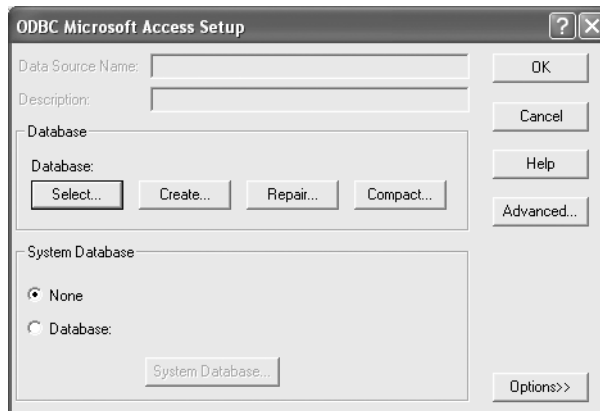 ODBC Microsoft Access Setup
Data Source Name:
OK
Description:
Cancel
Database
Database:
Help
Select...
Create...
Repair...
Compact...
Advanced...
System Database
None
Database:
System Database...
Options>>